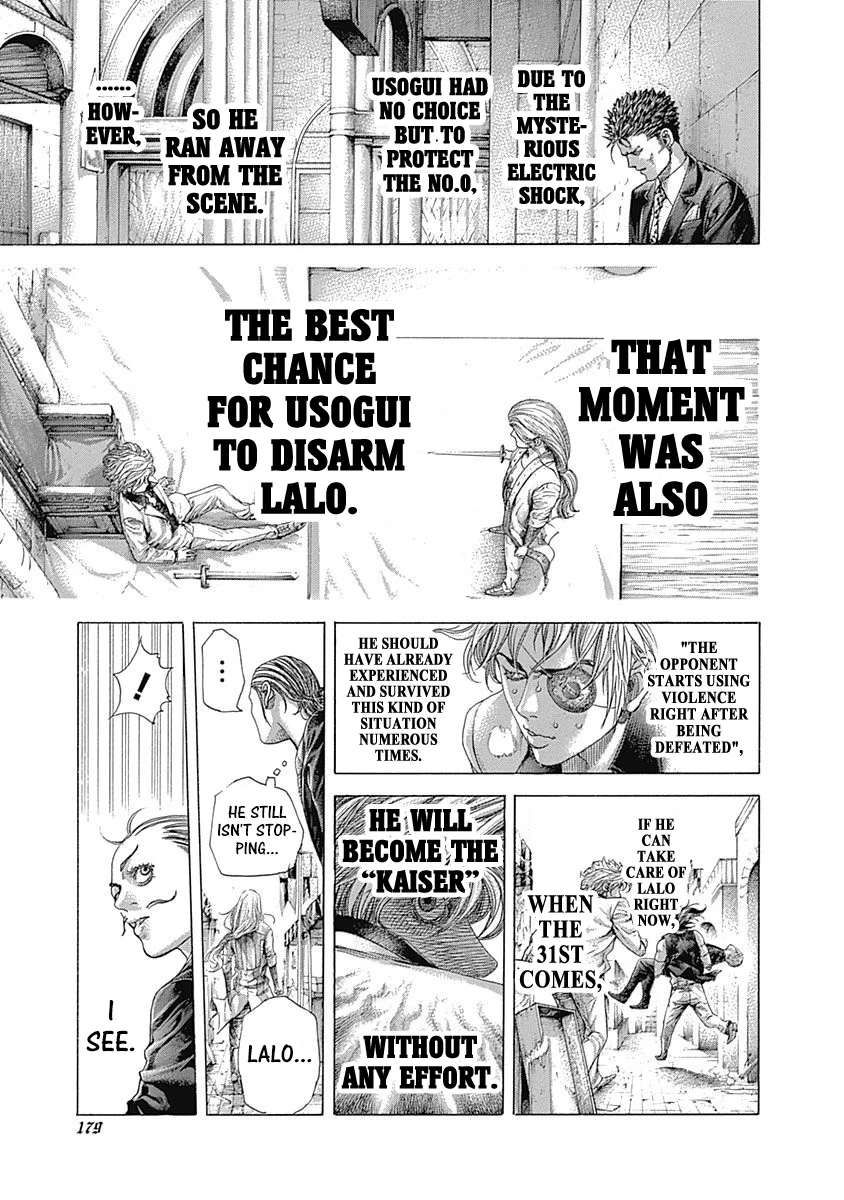 DUE TO
THE
MYSTE-
RIOUS
ELECTRIC
SHOCK,
USOGUI HAD
NO CHOICE
BUT TO
PROTECT
THE NO.0,
SO HE
RAN AWAY
FROM THE
SCENE.
......
HOW-
EVER,
THAT
MOMENT
WAS
ALSO
THE BEST
CHANCE
FOR USOGUI
TO DISARM
LALO.
"THE
OPPONENT
STARTS USING
VIOLENCE
RIGHT AFTER
BEING
DEFEATED",
HE SHOULD
HAVE ALREADY
EXPERIENCED
AND SURVIVED
THIS KIND OF
SITUATION
NUMEROUS
TIMES.
IF HE
CAN
TAKE
CARE OF
LALO
RIGHT
NOW,
WHEN
THE
31ST
COMES,
HE WILL
BECOME THE
“KAISER”
WITHOUT
ANY EFFORT.
...
HE STILL
ISN'T STOP-
PING...
LALO...
!
I
SEE.
179